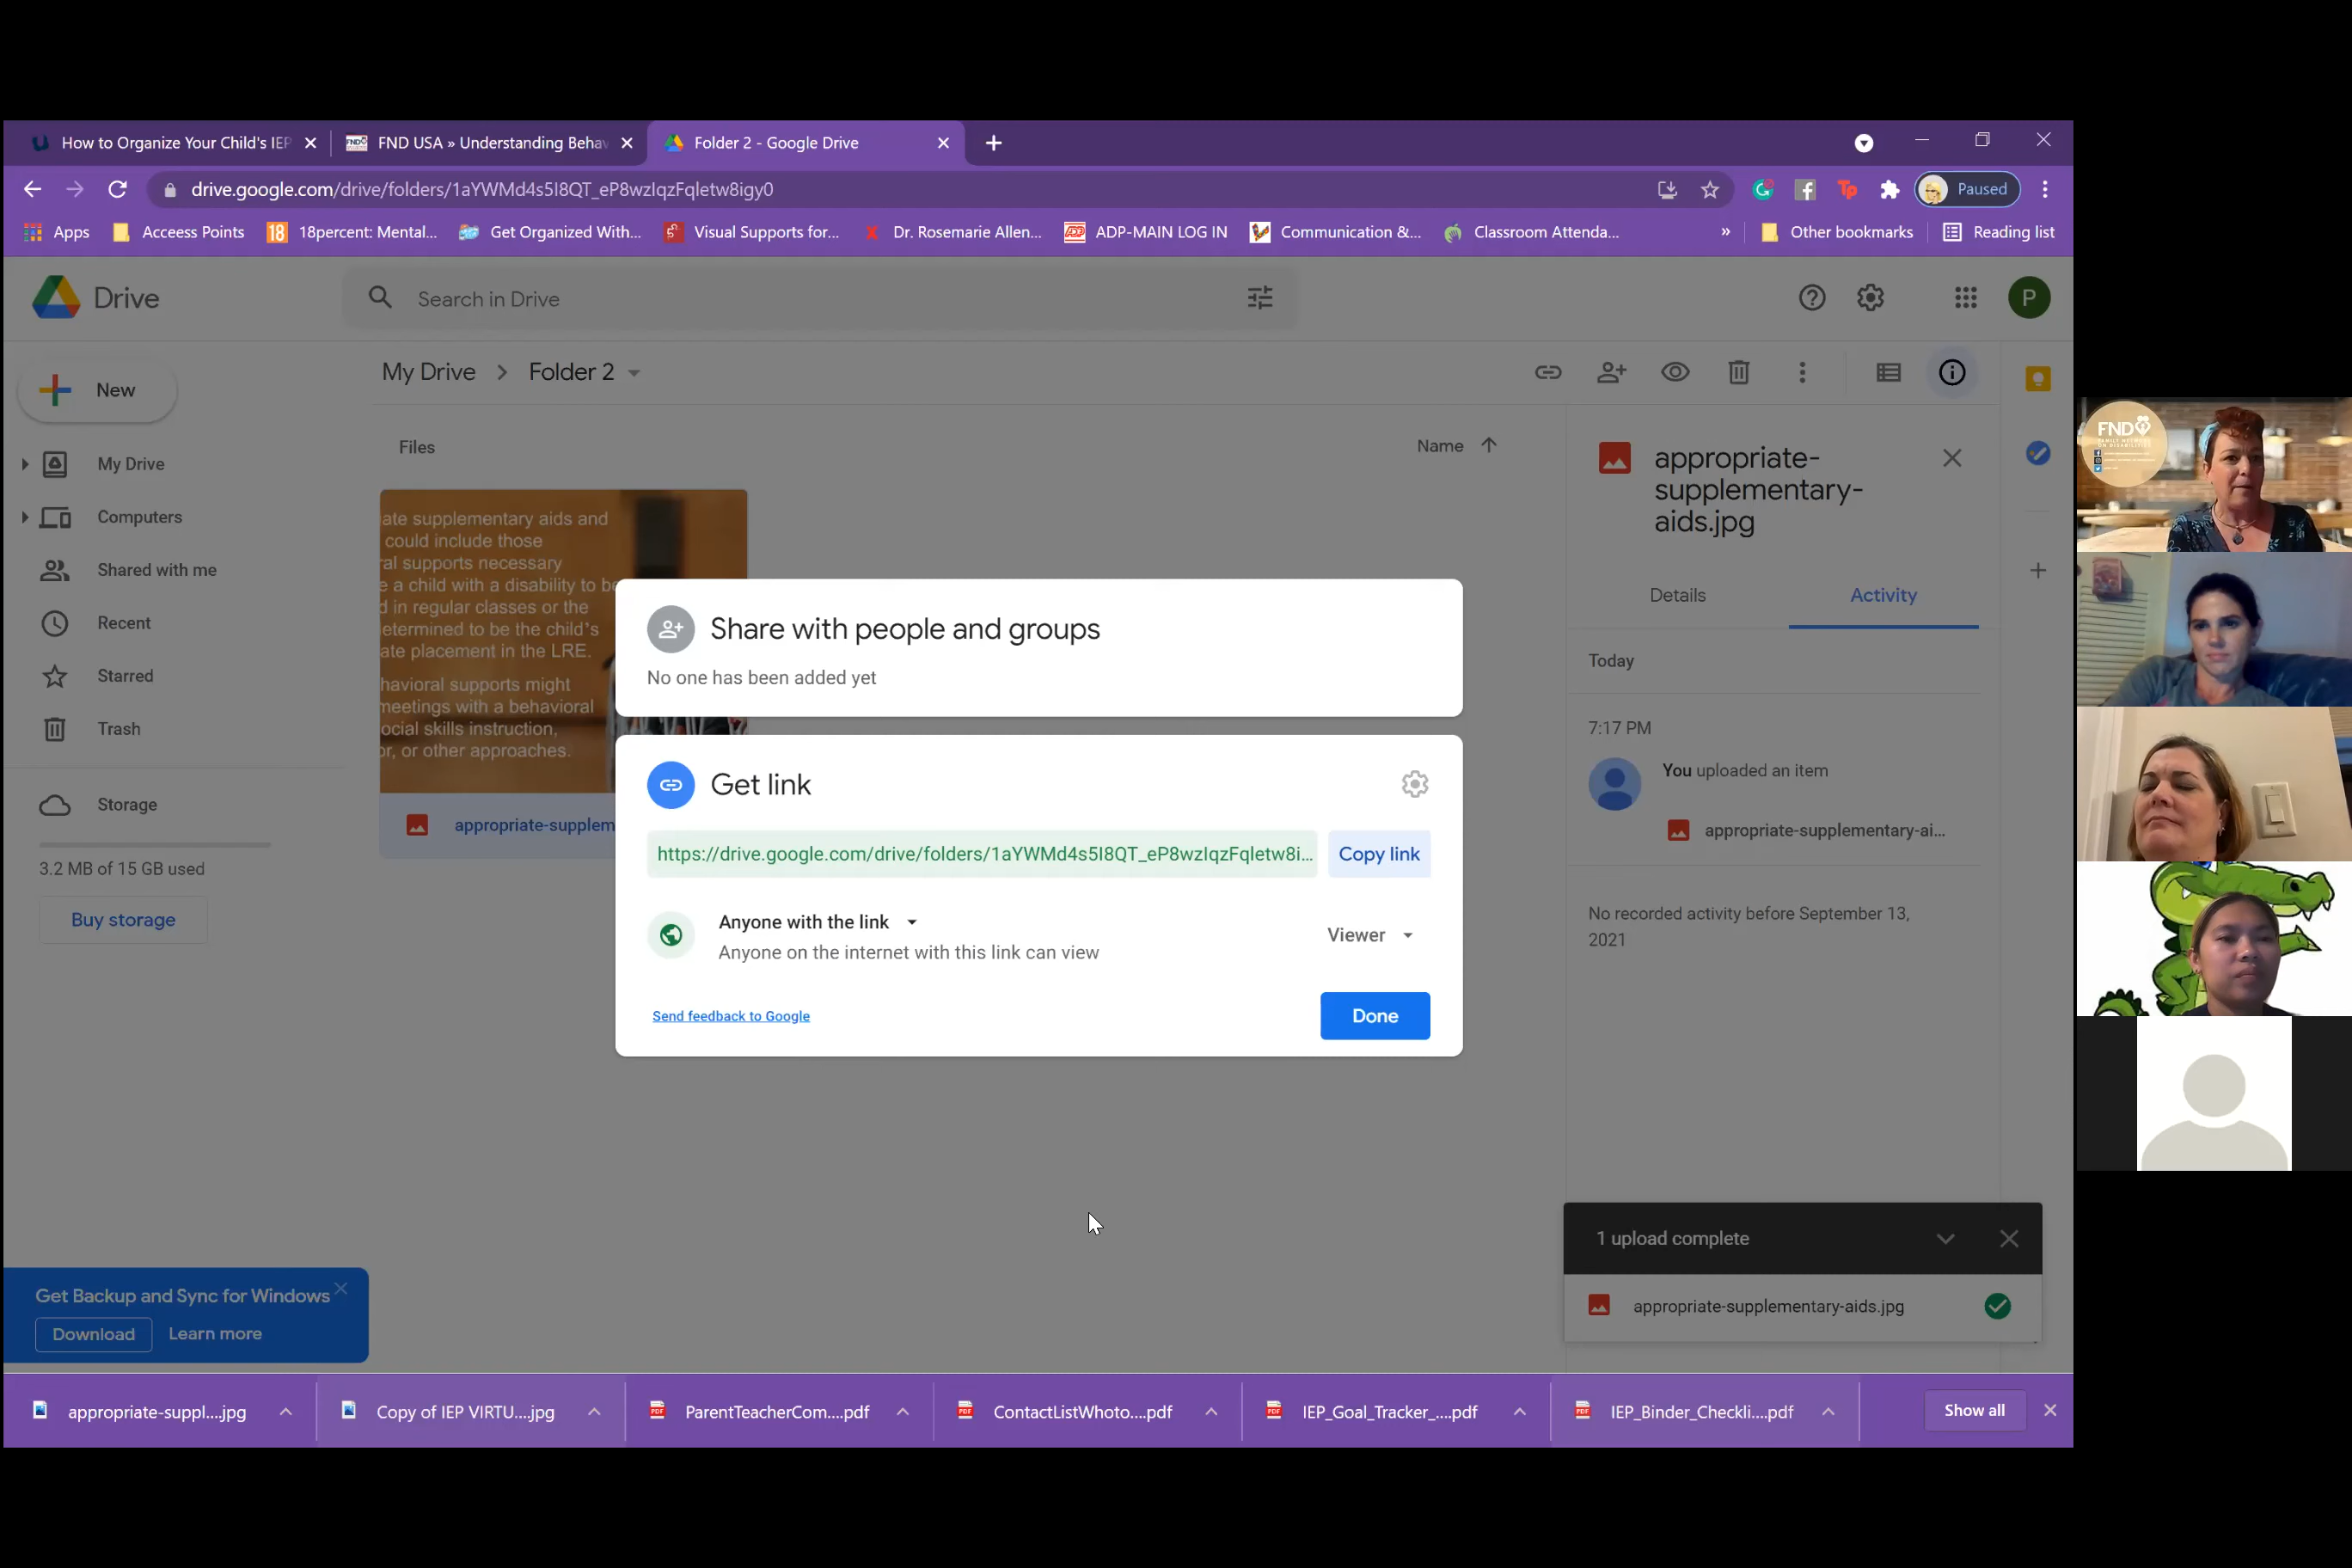 How to Organize Your Child's IEP
FND USA » Understanding Behav
Folder 2 - Google Drive
drive.google.com/drive/folders/1aYWMd4s5I8QT_eP8wzIqzFqletw8igy0
Paused
Apps
Acceess Points
18percent: Mental...
Get Organized With...
Visual Supports for...
Dr. Rosemarie Allen...
ADP-MAIN LOG IN
Communication &...
Classroom Attenda...
»
Other bookmarks
Reading list
Drive
Search in Drive
P
New
My Drive
Computers
Shared with me
Recent
Starred
Trash
Storage
3.2 MB of 15 GB used
Buy storage
My Drive > Folder 2
Files
Name
ate supplementary aids and
could include those
al supports necessary
e a child with a disability to be
d in regular classes or the
etermined to be the child's
ate placement in the LRE.
havioral supports might
meetings with a behavioral
ocial skills instruction,
or, or other approaches.
appropriate-supplem
Share with people and groups
No one has been added yet
Get link
https://drive.google.com/drive/folders/1aYWMd4s5I8QT_eP8wzIqzFqletw8i...
Copy link
Anyone with the link
Anyone on the internet with this link can view
Viewer
Send feedback to Google
Done
appropriate-
supplementary-
aids.jpg
Details
Activity
Today
7:17 PM
You uploaded an item
appropriate-supplementary-ai...
No recorded activity before September 13,
2021
1 upload complete
appropriate-supplementary-aids.jpg
Get Backup and Sync for Windows
Download
Learn more
appropriate-suppl....jpg
Copy of IEP VIRTU....jpg
ParentTeacherCom....pdf
ContactListWhoto....pdf
IEP_Goal_Tracker_....pdf
IEP_Binder_Checkli....pdf
Show all
FND
FAMILY NETWORK
ON DISABILITIES